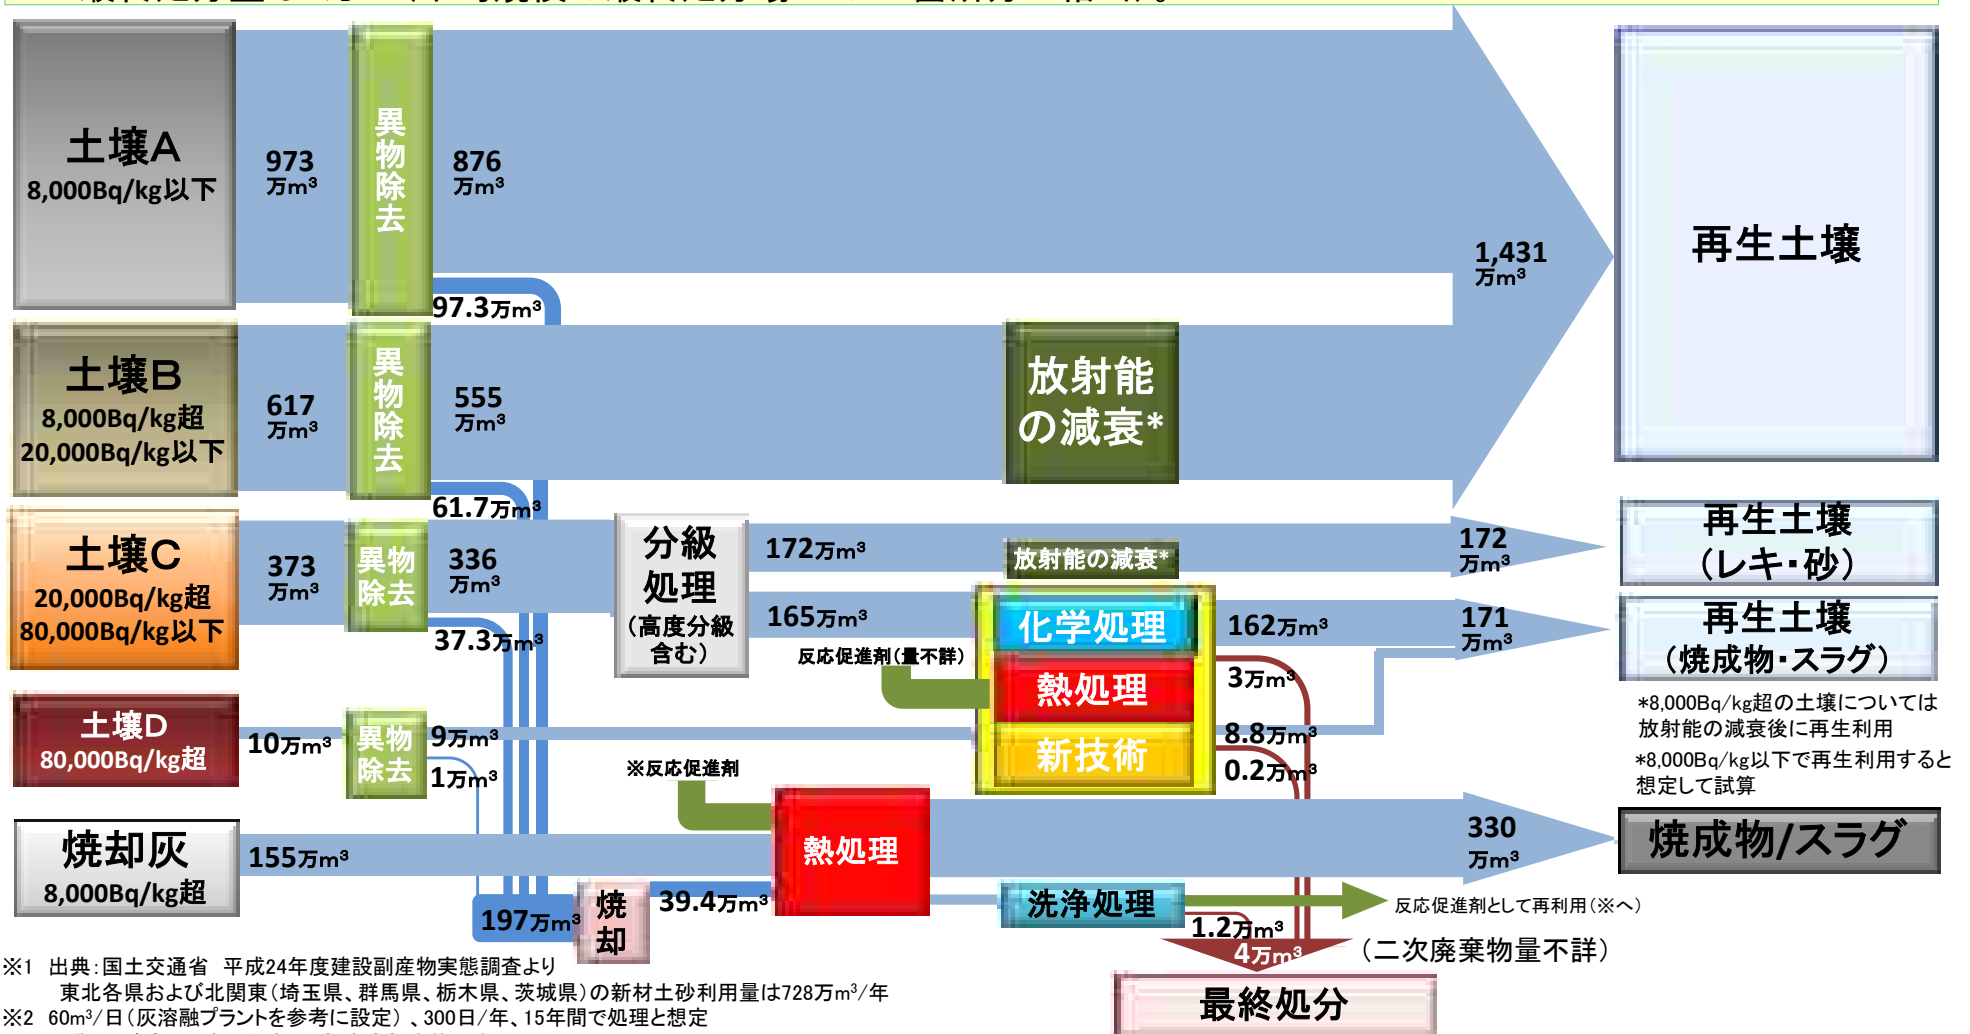 土壌A
8,000Bq/kg以下
973
万m³
異物除去
876
万m³
97.3万m³
1,431
万m³
再生土壌
土壌B
8,000Bq/kg超
20,000Bq/kg以下
617
万m³
異物除去
555
万m³
61.7万m³
放射能
の減衰*
土壌C
20,000Bq/kg超
80,000Bq/kg以下
373
万m³
異物
除去
336
万m³
37.3万m³
分級
処理
(高度分級
含む)
172万m³
165万m³
放射能の減衰*
化学処理
熱処理
新技術
反応促進剤(量不詳)
162万m³
3万m³
8.8万m³
0.2万m³
172
万m³
171
万m³
再生土壌
(レキ・砂)
再生土壌
(焼成物・スラグ)
*8,000Bq/kg超の土壌については
放射能の減衰後に再生利用
*8,000Bq/kg以下で再生利用すると
想定して試算
土壌D
80,000Bq/kg超
10万m³
異物
除去
9万m³
1万m³
※反応促進剤
焼却灰
8,000Bq/kg超
155万m³
熱処理
330
万m³
焼成物/スラグ
197万m³
焼
却
39.4万m³
洗浄処理
反応促進剤として再利用(※へ)
1.2万m³
4万m³
(二次廃棄物量不詳)
最終処分
※1 出典:国土交通省 平成24年度建設副産物実態調査より
東北各県および北関東(埼玉県、群馬県、栃木県、茨城県)の新材土砂利用量は728万m³/年
※2 60m³/日(灰溶融プラントを参考に設定)、300日/年、15年間で処理と想定